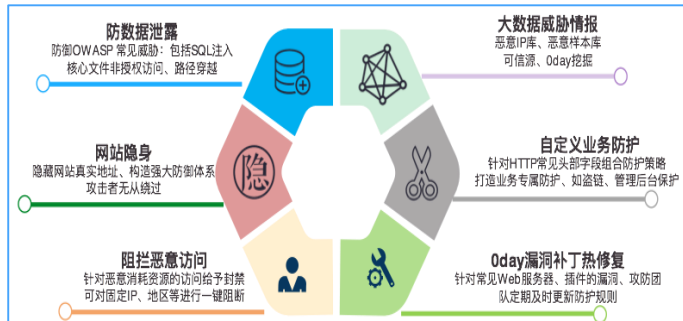 防数据泄露
防御OWASP 常见威胁：包括SQL注入
核心文件非授权访问、路径穿越
大数据威胁情报
恶意IP库、恶意样本库
可信源、0day挖掘
网站隐身
隐藏网站真实地址、构造强大防御体系
攻击者无从绕过
隐
自定义业务防护
针对HTTP常见头部字段组合防护策略
打造业务专属防护、如盗链、管理后台保护
阻拦恶意访问
针对恶意消耗资源的访问给予封禁
可对固定IP、地区等进行一键阻断
0day漏洞补丁热修复
针对常见Web服务器、插件的漏洞、攻防团
队定期及时更新防护规则